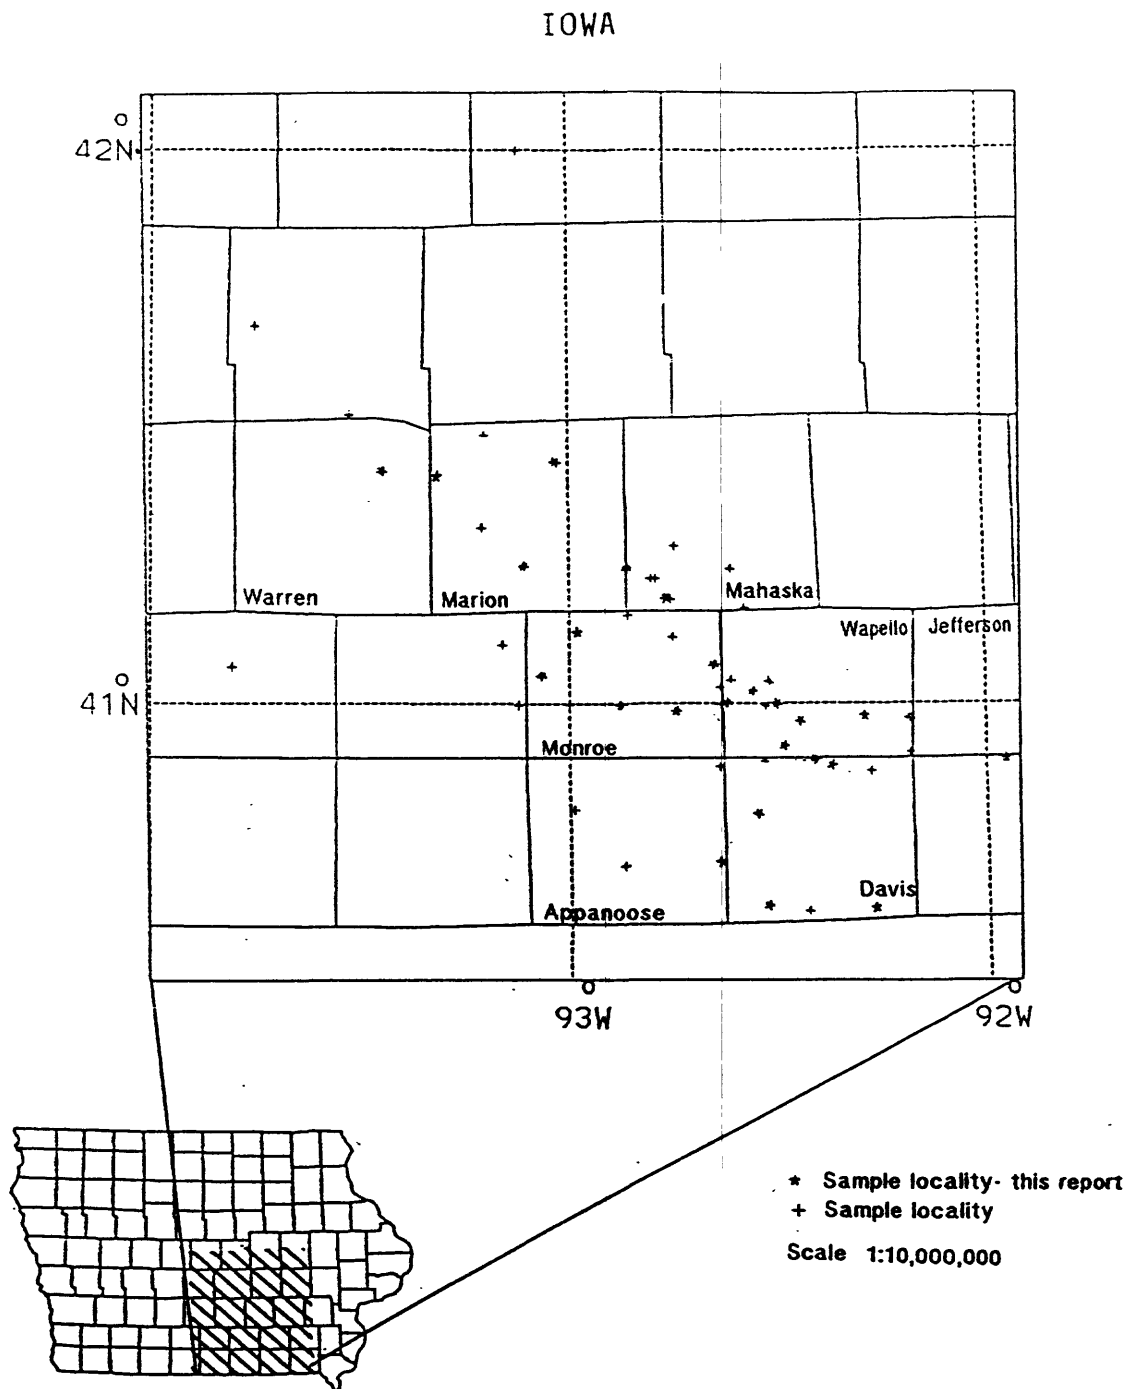 IOWA
42N
Warren
Marion
Mahaska
Wapello
Jefferson
41N
Monroe
Davis
Appanoose
93W
92W
* Sample locality- this report
+ Sample locality
Scale 1:10,000,000